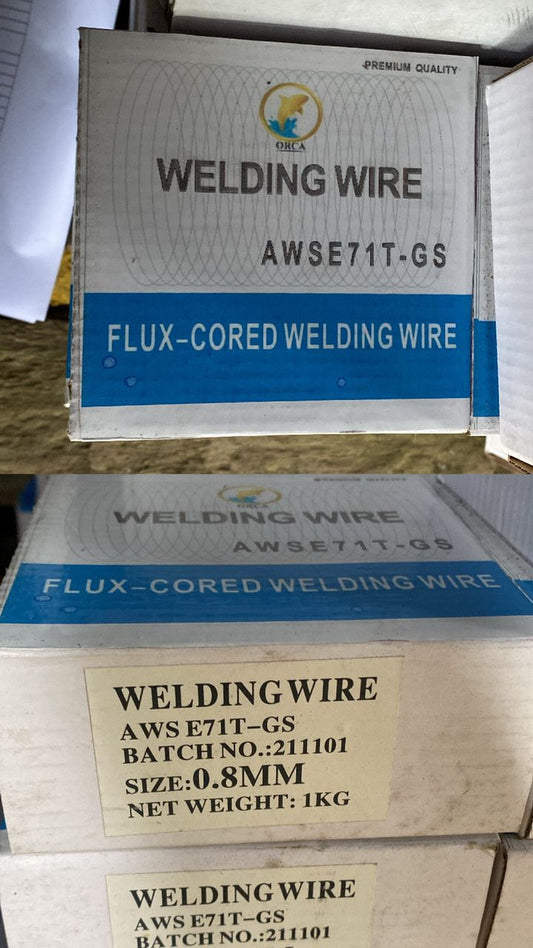 PREMIUM QUALITY
ORCA
WELDING WIRE
AWSE71T-GS
FLUX-CORED WELDING WIRE
PREMIUM QUALITY
ORCA
WELDING WIRE
AWSE71T-GS
FLUX-CORED WELDING WIRE
WELDING WIRE
AWS E71T-GS
BATCH NO.:211101
SIZE:0.8MM
NET WEIGHT: 1KG
WELDING WIRE
AWS E71T-GS
BATCH NO.:211101